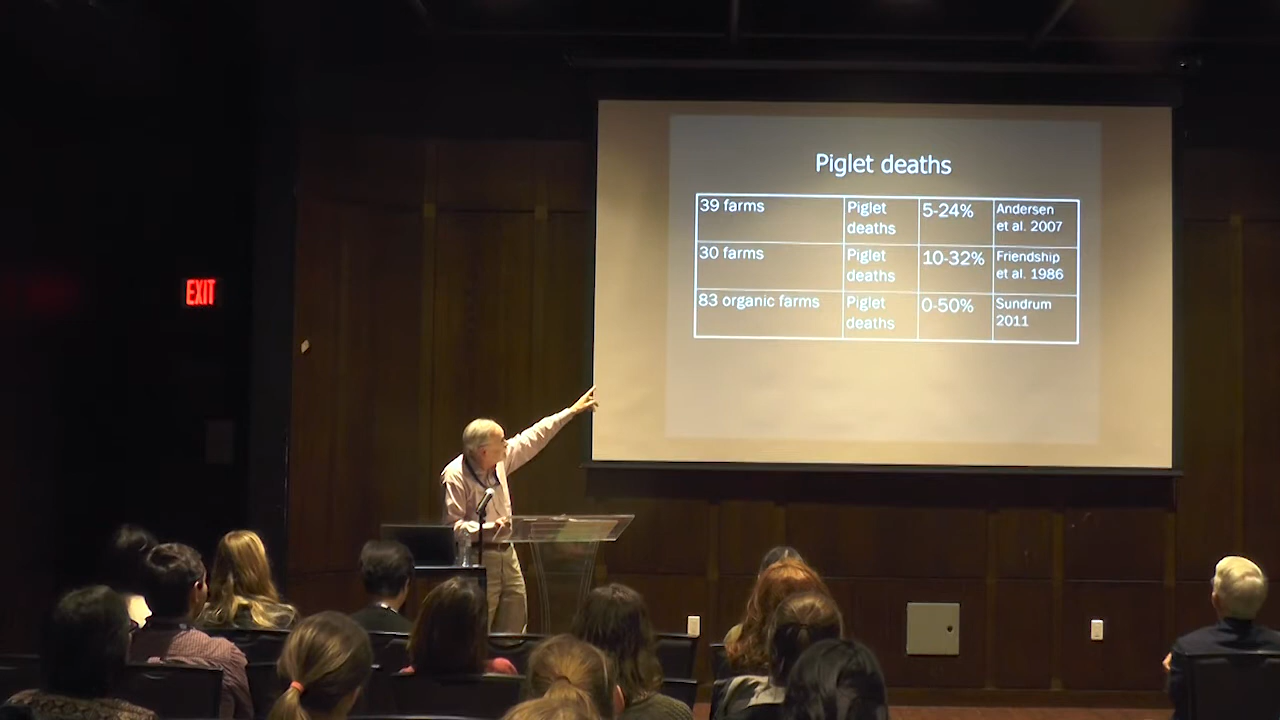 EXIT
Piglet deaths
39 farms
Piglet
deaths
5-24%
Andersen
et al. 2007
30 farms
Piglet
deaths
10-32%
Friendship
et al. 1986
83 organic farms
Piglet
deaths
0-50%
Sundrum
2011